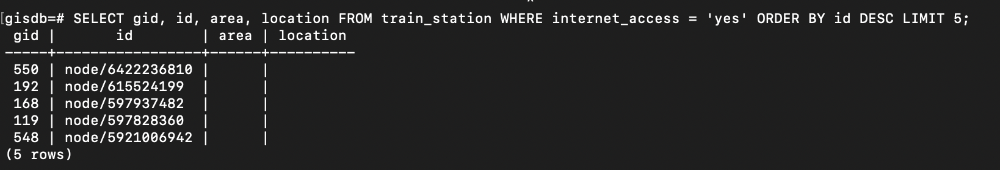 [gisdb=# SELECT gid, id, area, location FROM train_station WHERE internet_access = 'yes' ORDER BY id DESC LIMIT 5;
 gid |       id        | area | location
-----+-----------------+------+----------
 550 | node/6422236810 |      |
 192 | node/615524199  |      |
 168 | node/597937482  |      |
 119 | node/597828360  |      |
 548 | node/5921006942 |      |
(5 rows)